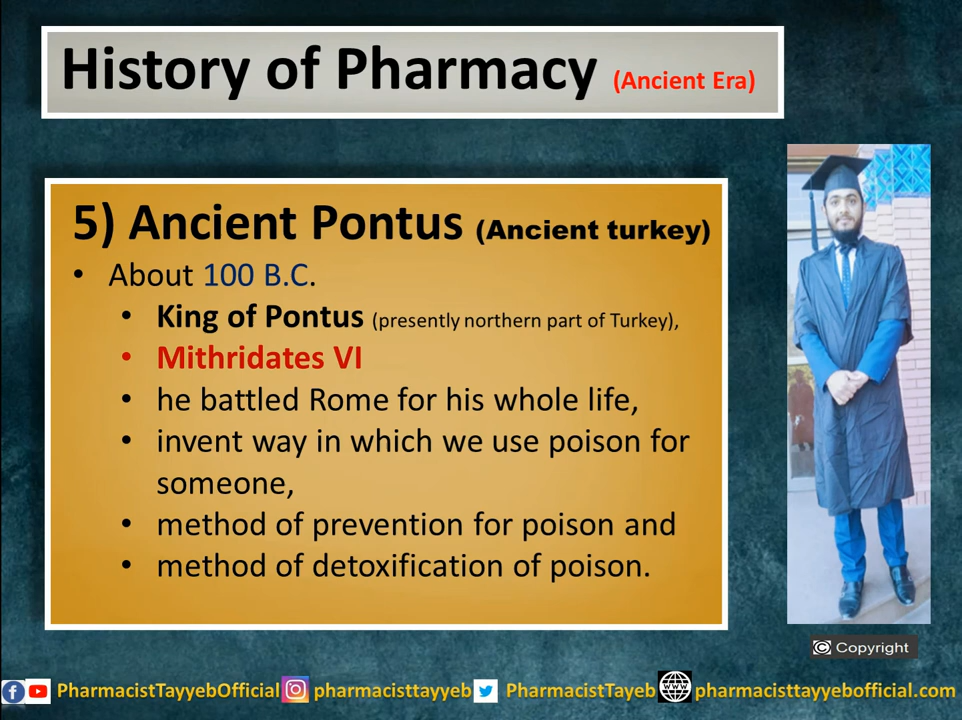 History of Pharmacy (Ancient Era)
5) Ancient Pontus (Ancient turkey)
• About 100 B.C.
• King of Pontus (presently northern part of Turkey),
• Mithridates VI
• he battled Rome for his whole life,
• invent way in which we use poison for
someone,
• method of prevention for poison and
• method of detoxification of poison.
© Copyright
PharmacistTayyebOfficial pharmacisttayyeb PharmacistTayeb WWW pharmacisttayyebofficial.com